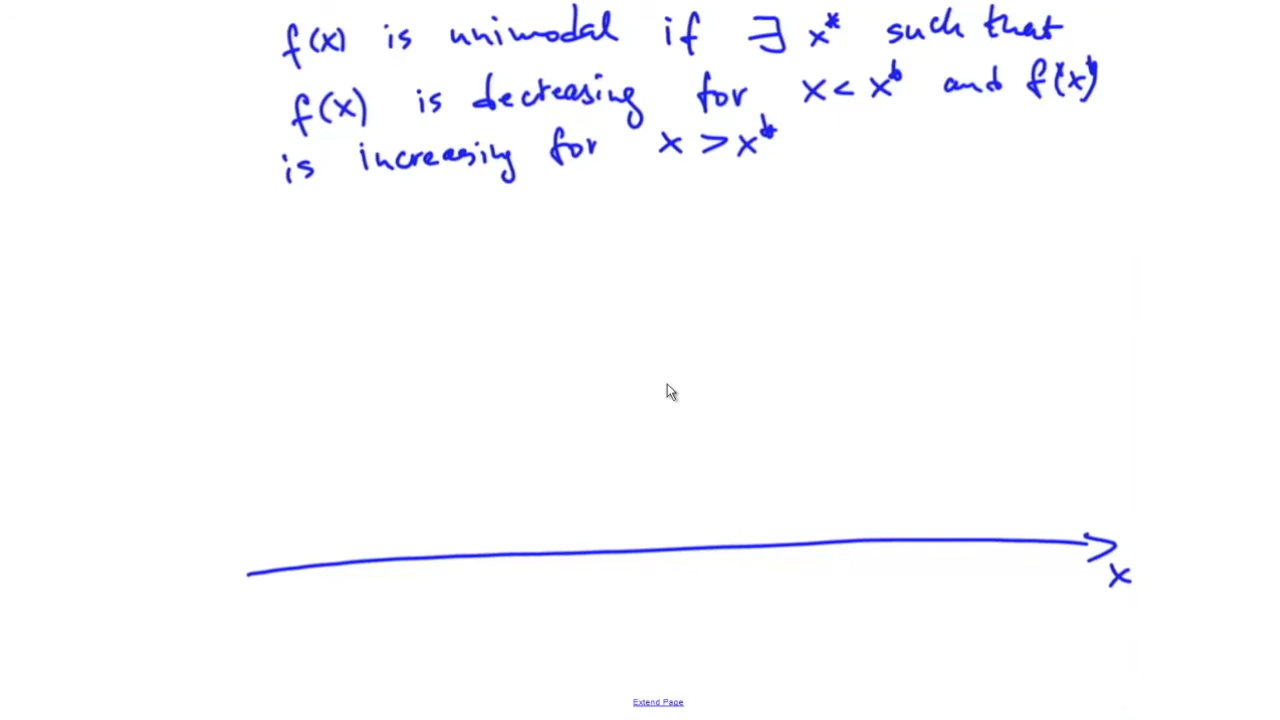 f(x) is unimodal if ∃ x* such that
f(x) is decreasing for x < x* and f(x)
is increasing for x > x*
x
Extend Page